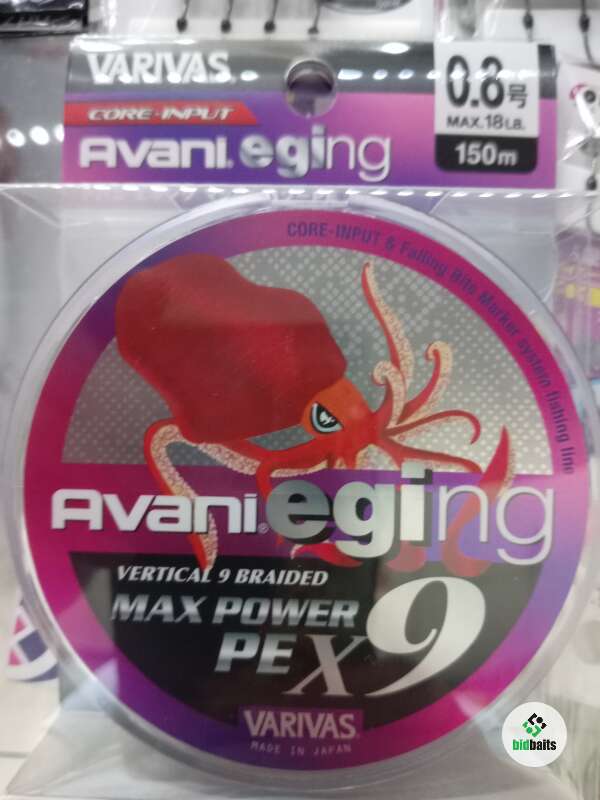 VARIVAS®
CORE-INPUT
Avani® eging
0.8号
MAX.18LB.
150m
CORE-INPUT & Falling Bite Marker system fishing line
Avani® eging
VERTICAL 9 BRAIDED
MAX POWER
PE X9
VARIVAS®
MADE IN JAPAN
bidbaits